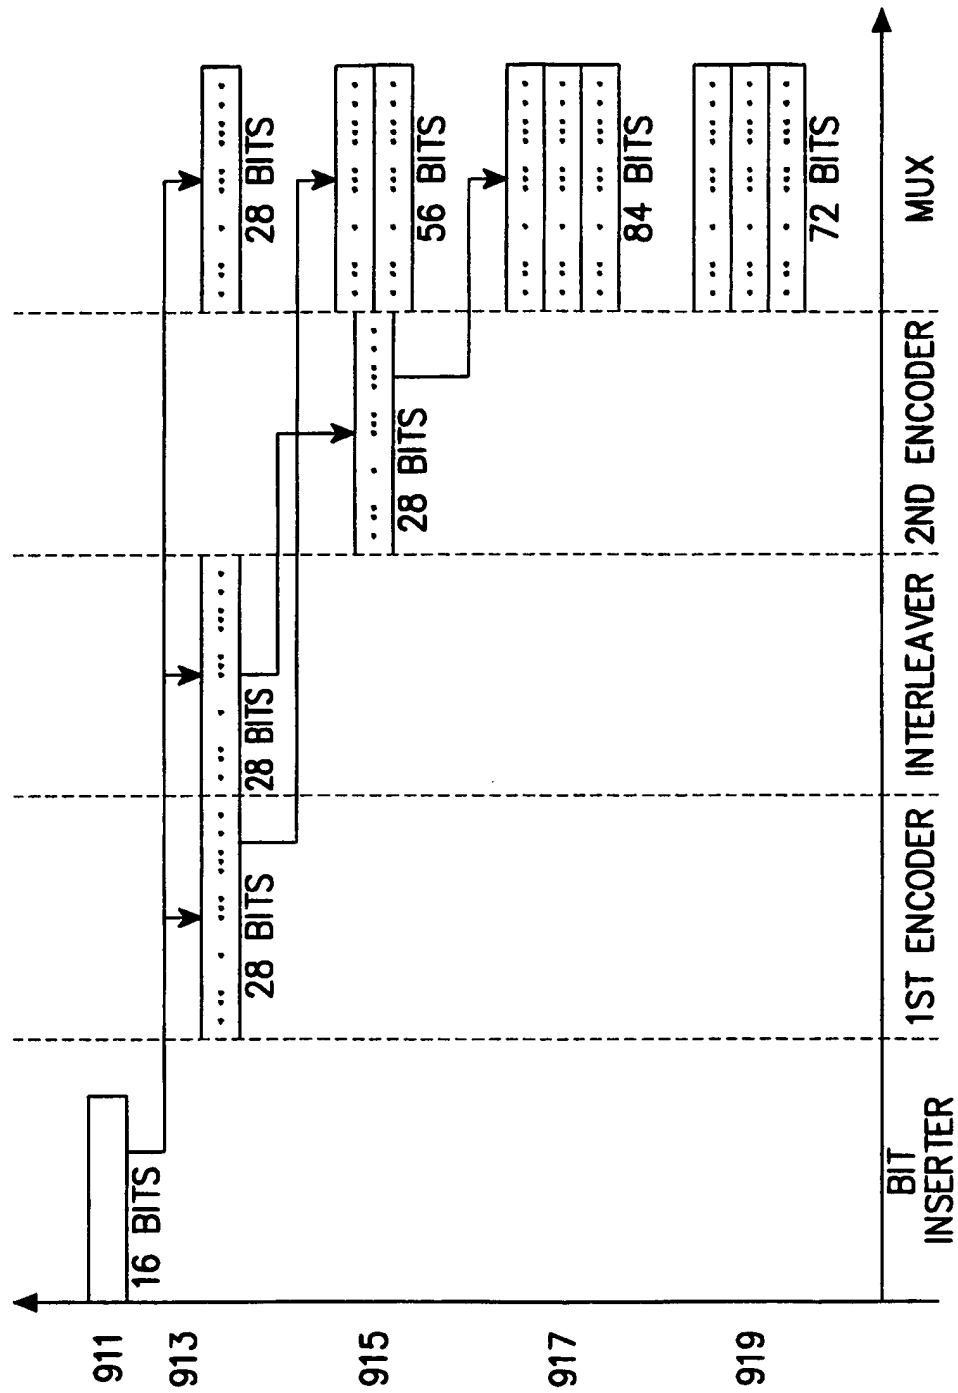 911
16 BITS
913
28 BITS
28 BITS
28 BITS
915
28 BITS
56 BITS
917
84 BITS
919
72 BITS
BIT
INSERTER
1ST ENCODER
INTERLEAVER
2ND ENCODER
MUX